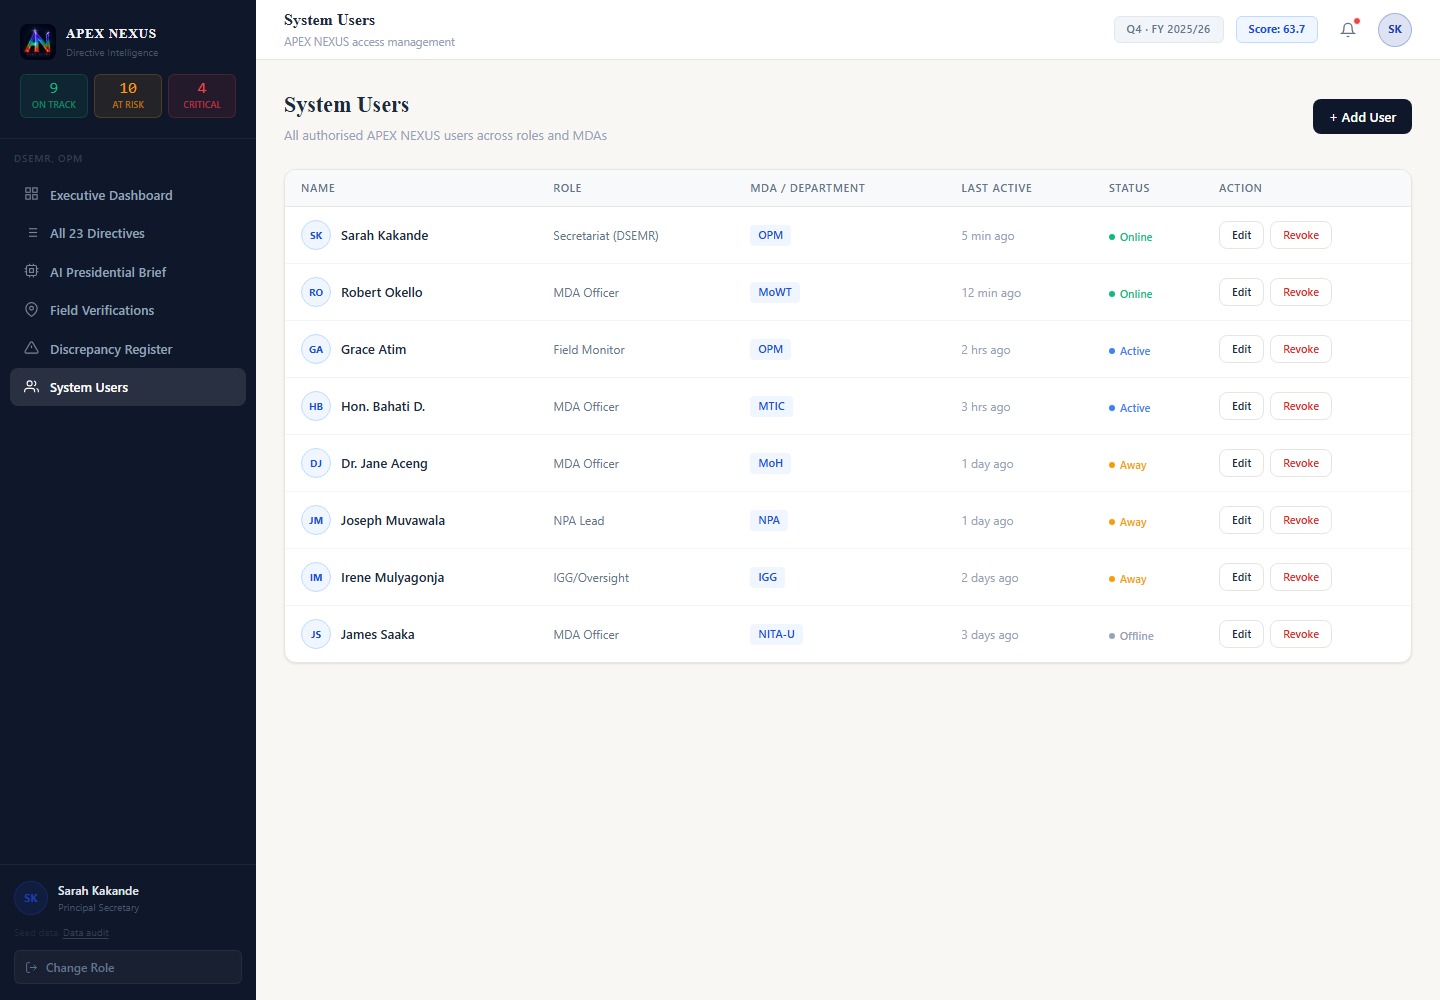 APEX NEXUS
Directive Intelligence
9
ON TRACK
10
AT RISK
4
CRITICAL
DSEMR, OPM
Executive Dashboard
All 23 Directives
AI Presidential Brief
Field Verifications
Discrepancy Register
System Users
SK
Sarah Kakande
Principal Secretary
Seed data. Data audit
Change Role
System Users
APEX NEXUS access management
Q4 · FY 2025/26
Score: 63.7
SK
System Users
All authorised APEX NEXUS users across roles and MDAs
+ Add User
NAME ROLE MDA / DEPARTMENT LAST ACTIVE STATUS ACTION
SK Sarah Kakande Secretariat (DSEMR) OPM 5 min ago Online Edit Revoke
RO Robert Okello MDA Officer MoWT 12 min ago Online Edit Revoke
GA Grace Atim Field Monitor OPM 2 hrs ago Active Edit Revoke
HB Hon. Bahati D. MDA Officer MTIC 3 hrs ago Active Edit Revoke
DJ Dr. Jane Aceng MDA Officer MoH 1 day ago Away Edit Revoke
JM Joseph Muvawala NPA Lead NPA 1 day ago Away Edit Revoke
IM Irene Mulyagonja IGG/Oversight IGG 2 days ago Away Edit Revoke
JS James Saaka MDA Officer NITA-U 3 days ago Offline Edit Revoke